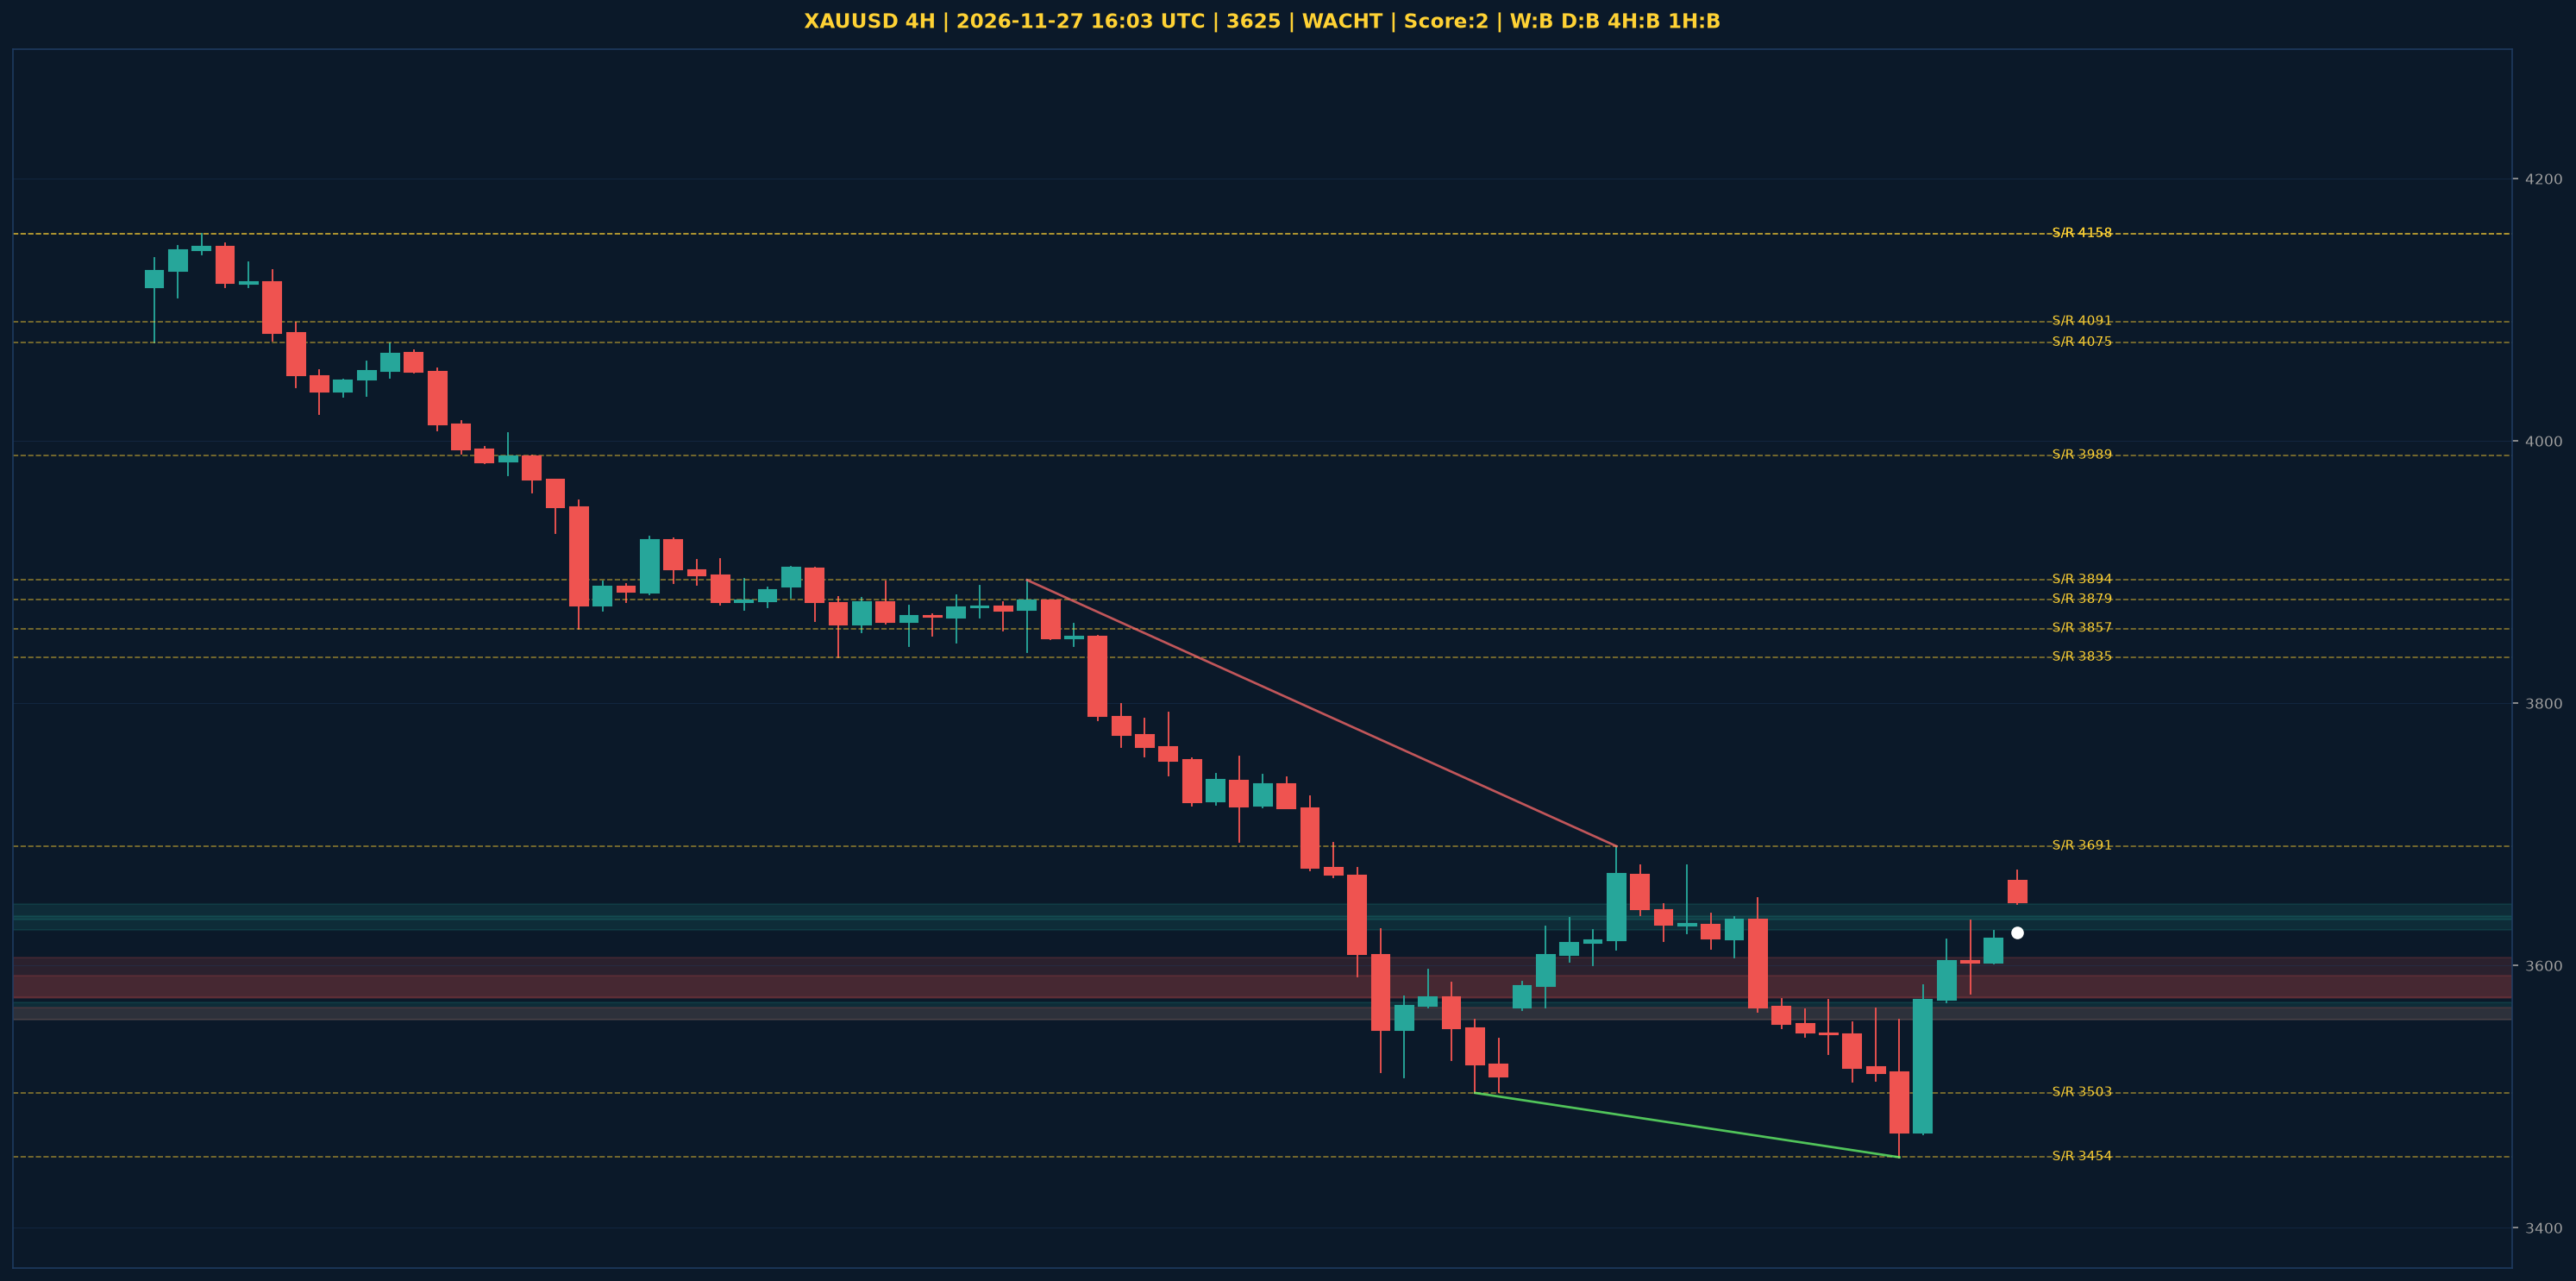 XAUUSD 4H | 2026-11-27 16:03 UTC | 3625 | WACHT | Score:2 | W:B D:B 4H:B 1H:B
4200
S/R 4158
S/R 4091
S/R 4075
4000
S/R 3989
S/R 3894
S/R 3879
S/R 3857
S/R 3835
3800
S/R 3691
3600
S/R 3503
S/R 3454
3400